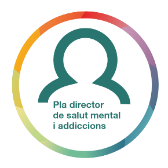 Pla director
de salut mental
i addiccions